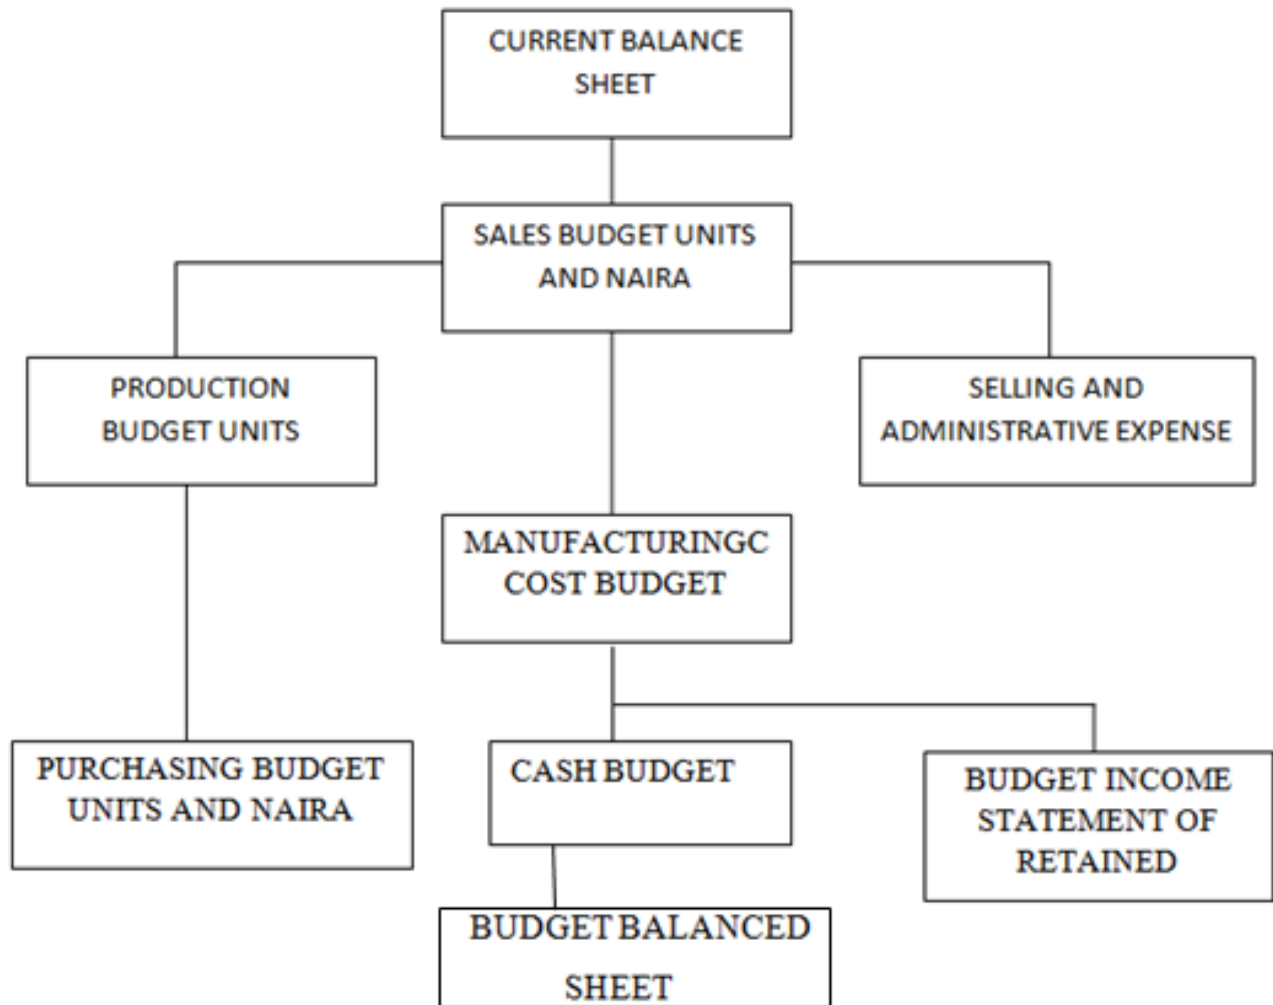 CURRENT BALANCE
SHEET
SALES BUDGET UNITS
AND NAIRA
PRODUCTION
BUDGET UNITS
SELLING AND
ADMINISTRATIVE EXPENSE
MANUFACTURINGC
COST BUDGET
PURCHASING BUDGET
UNITS AND NAIRA
CASH BUDGET
BUDGET INCOME
STATEMENT OF
RETAINED
BUDGET BALANCED
SHEET